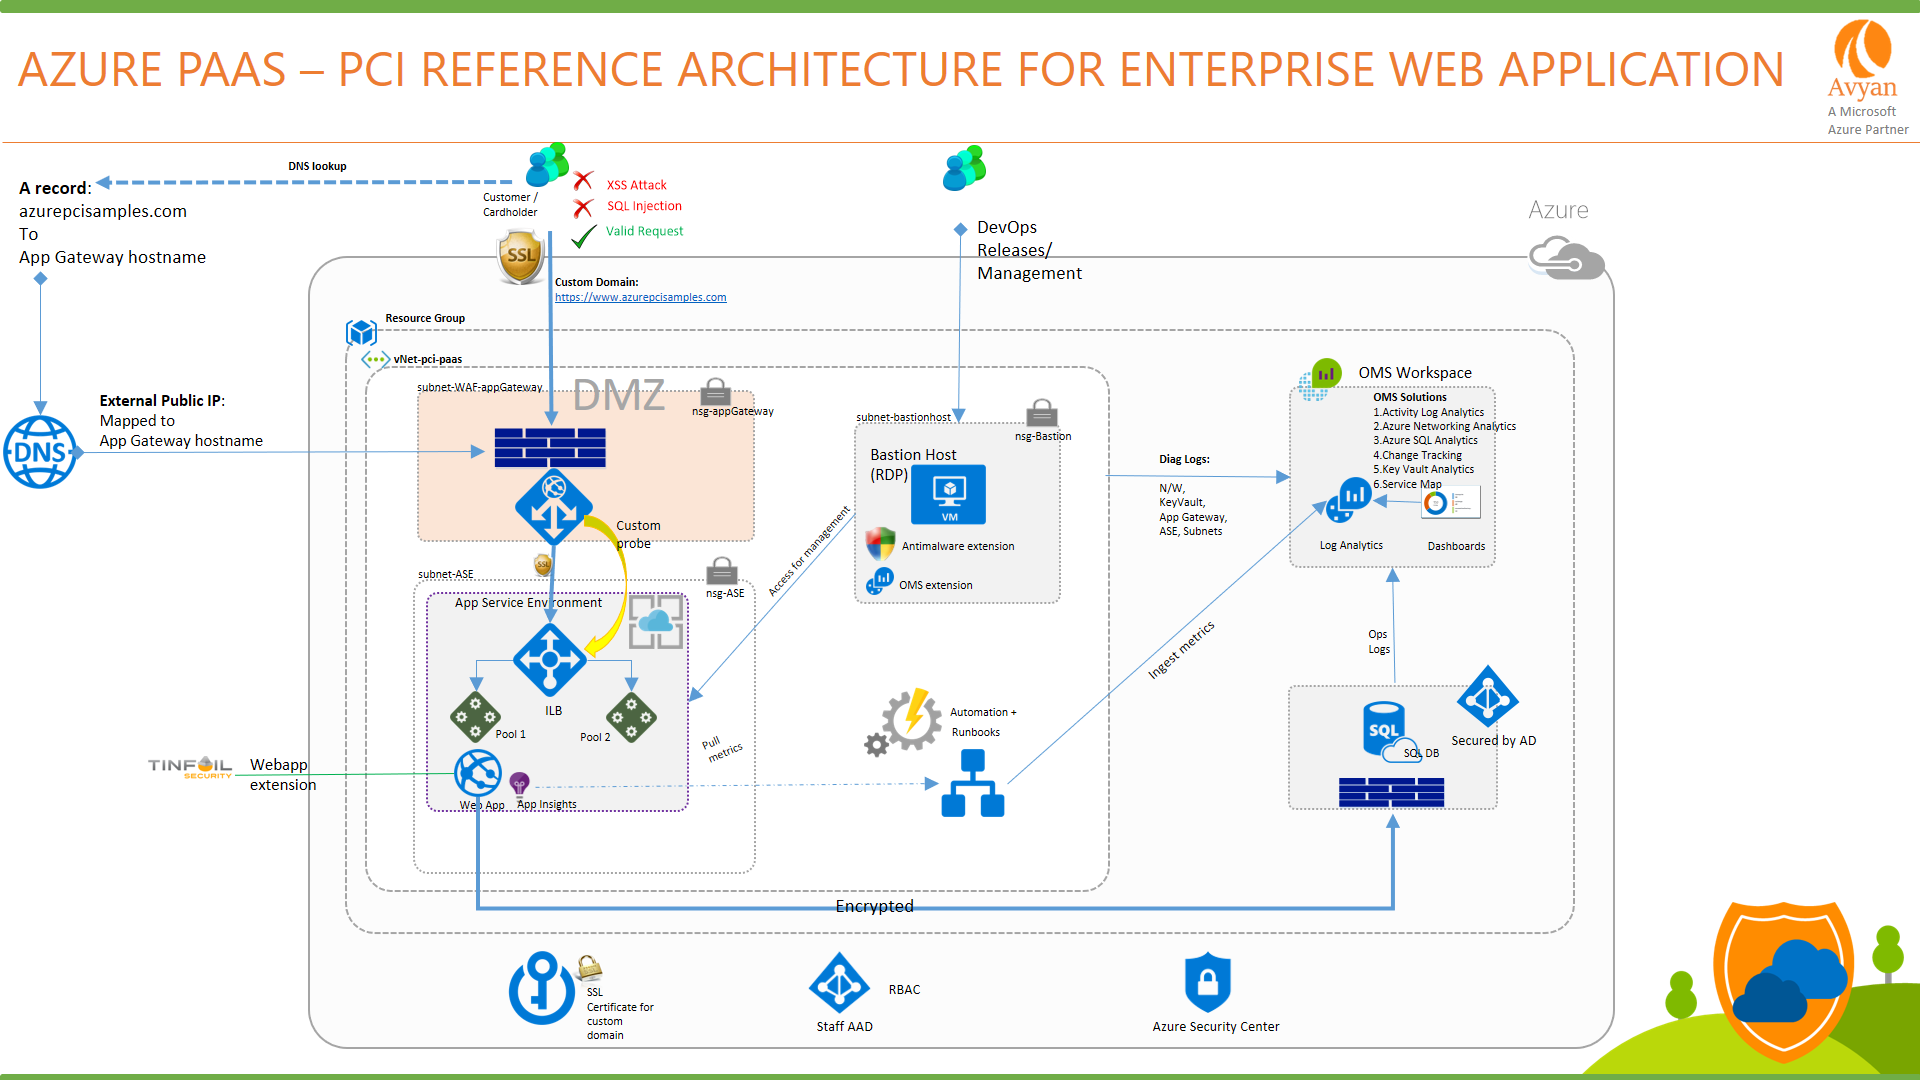 AZURE PAAS – PCI REFERENCE ARCHITECTURE FOR ENTERPRISE WEB APPLICATION
Avyan
A Microsoft
Azure Partner
DNS lookup
A record:
azurepcisamples.com
To
App Gateway hostname
Customer /
Cardholder
XSS Attack
SQL Injection
Valid Request
SSL
Custom Domain:
https://www.azurepcisamples.com
DevOps
Releases/
Management
Azure
Resource Group
vNet-pci-paas
subnet-WAF-appGateway
DMZ
nsg-appGateway
External Public IP:
Mapped to
App Gateway hostname
DNS
Custom
probe
SSL
subnet-ASE
nsg-ASE
App Service Environment
ILB
Pool 1
Pool 2
Web App
App Insights
TINFOIL
SECURITY
Webapp
extension
subnet-bastionhost
nsg-Bastion
Bastion Host
(RDP)
VM
Antimalware extension
OMS extension
Access for management
Pull
metrics
Automation +
Runbooks
Ingest metrics
Diag Logs:
N/W,
KeyVault,
App Gateway,
ASE, Subnets
OMS Workspace
OMS Solutions
1.Activity Log Analytics
2.Azure Networking Analytics
3.Azure SQL Analytics
4.Change Tracking
5.Key Vault Analytics
6.Service Map
Log Analytics
Dashboards
Ops
Logs
SQL
SQL DB
Secured by AD
Encrypted
SSL
Certificate for
custom
domain
RBAC
Staff AAD
Azure Security Center